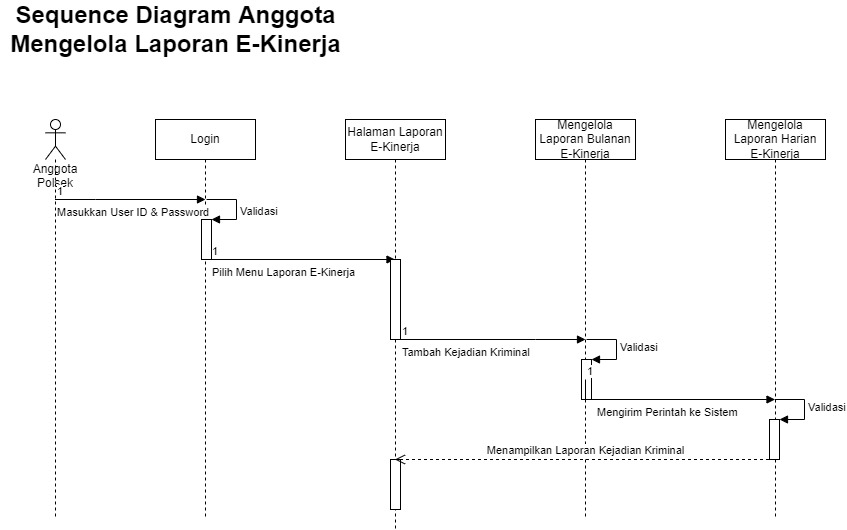 Sequence Diagram Anggota
Mengelola Laporan E-Kinerja
Anggota
Polsek
Login
Halaman Laporan
E-Kinerja
Mengelola
Laporan Bulanan
E-Kinerja
Mengelola
Laporan Harian
E-Kinerja
1
Masukkan User ID & Password
Validasi
1
Pilih Menu Laporan E-Kinerja
1
Tambah Kejadian Kriminal
Validasi
1
Mengirim Perintah ke Sistem
Validasi
Menampilkan Laporan Kejadian Kriminal